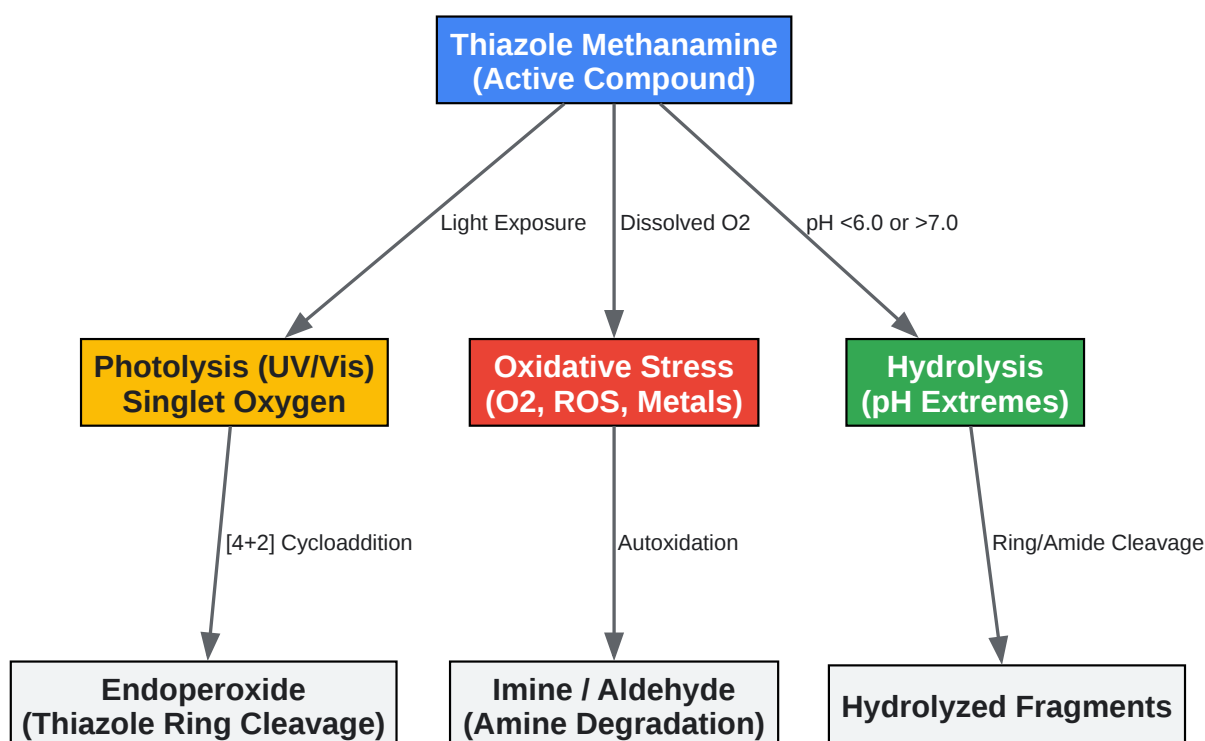 Thiazole Methanamine
(Active Compound)
Light Exposure
Dissolved O2
pH <6.0 or >7.0
Photolysis (UV/Vis)
Singlet Oxygen
Oxidative Stress
(O2, ROS, Metals)
Hydrolysis
(pH Extremes)
[4+2] Cycloaddition
Autoxidation
Ring/Amide Cleavage
Endoperoxide
(Thiazole Ring Cleavage)
Imine / Aldehyde
(Amine Degradation)
Hydrolyzed Fragments